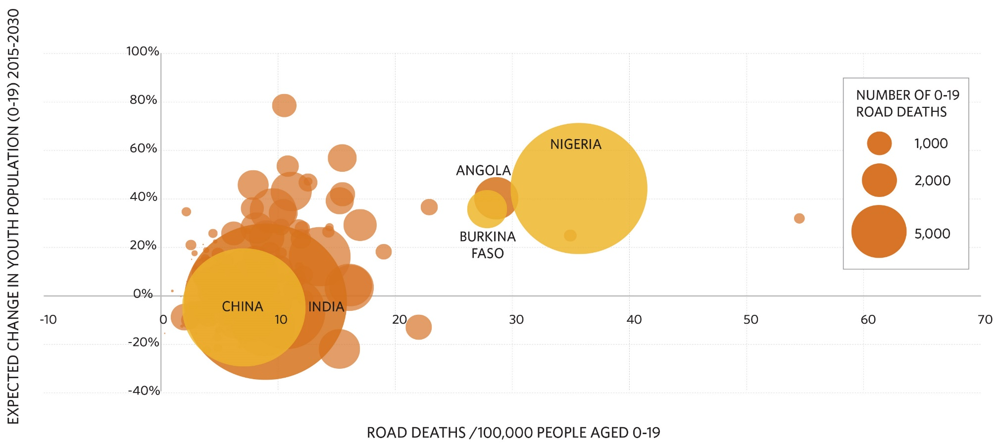 EXPECTED CHANGE IN YOUTH POPULATION (0-19) 2015-2030
100%
80%
60%
40%
20%
0%
-20%
-40%
-10
0
10
20
30
40
50
60
70
NIGERIA
ANGOLA
BURKINA
FASO
CHINA
INDIA
NUMBER OF 0-19
ROAD DEATHS
1,000
2,000
5,000
ROAD DEATHS /100,000 PEOPLE AGED 0-19